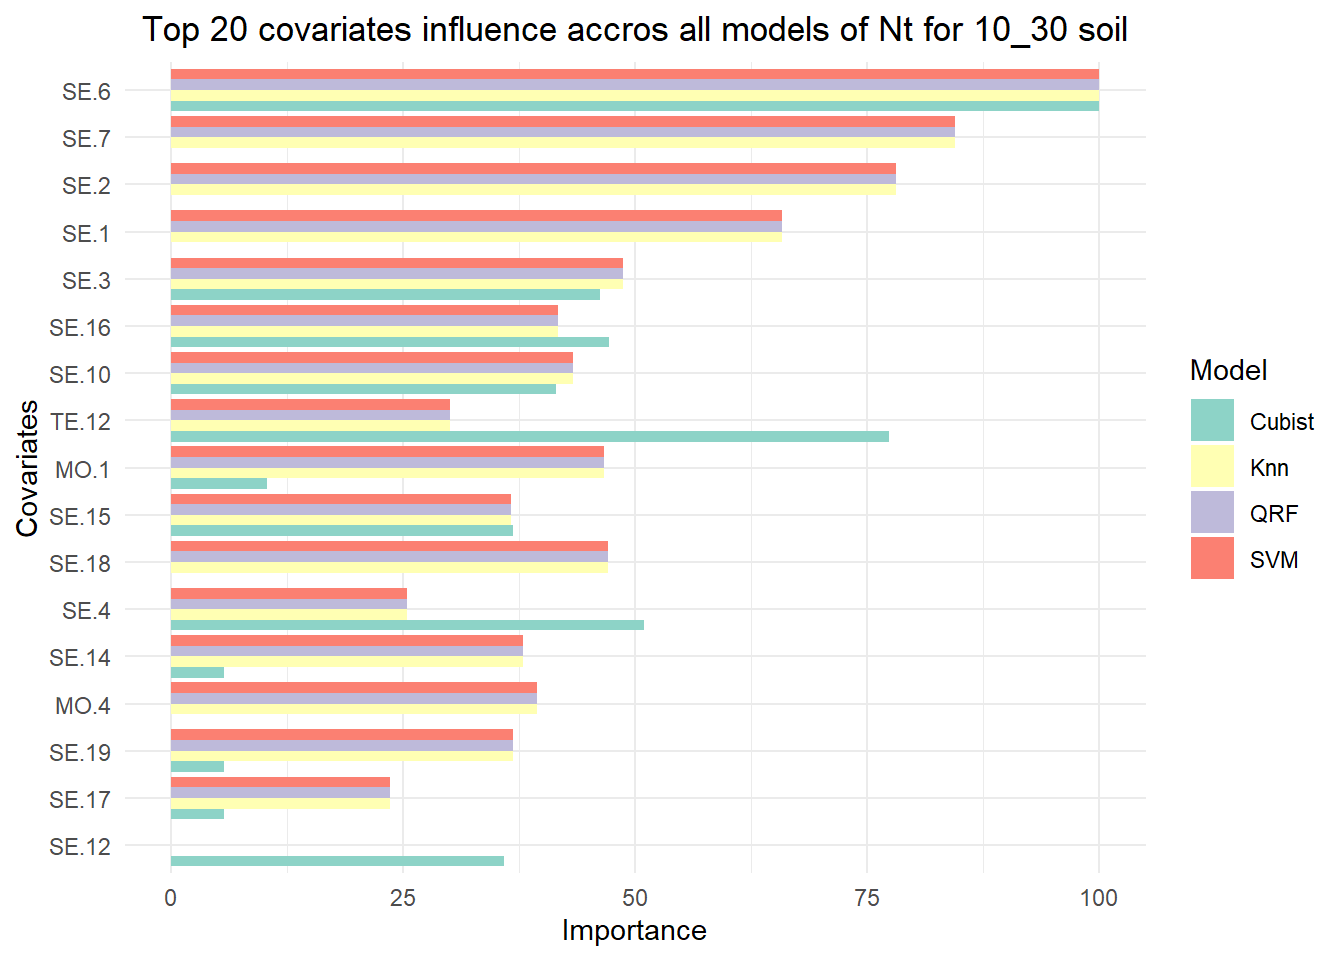 Top 20 covariates influence accros all models of Nt for 10_30 soil
Covariates
SE.6
SE.7
SE.2
SE.1
SE.3
SE.16
SE.10
TE.12
MO.1
SE.15
SE.18
SE.4
SE.14
MO.4
SE.19
SE.17
SE.12
0 25 50 75 100
Importance
Model
Cubist
Knn
QRF
SVM